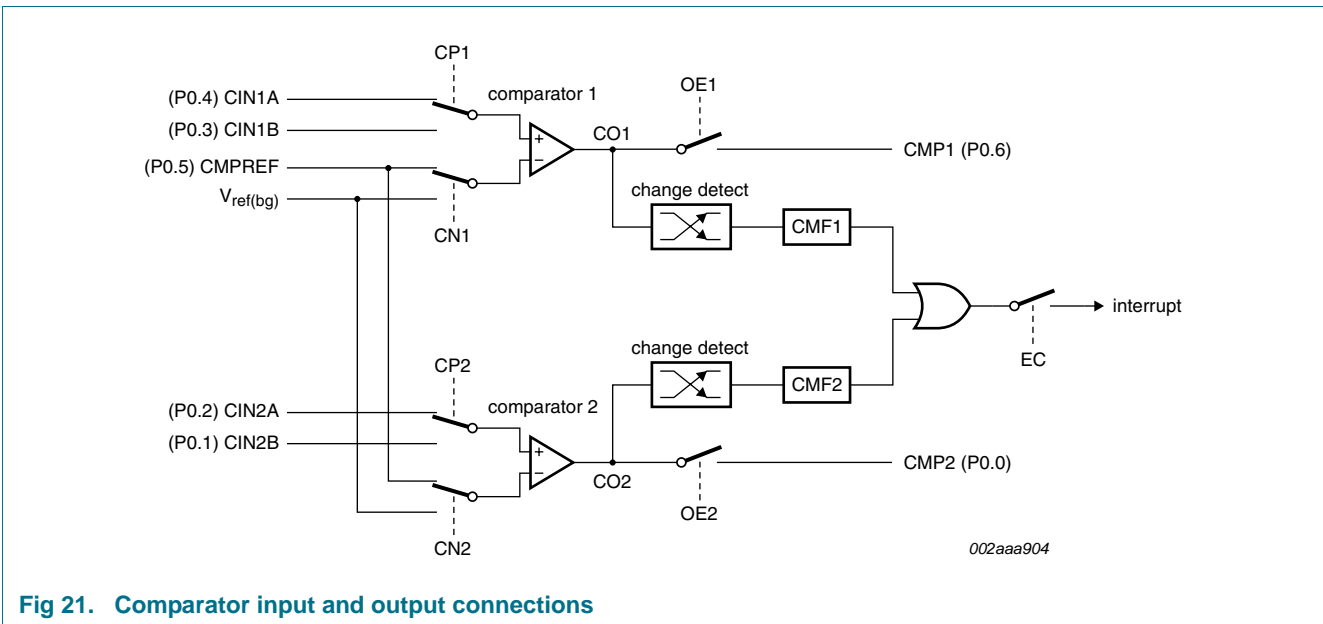 CP1
(P0.4) CIN1A
comparator 1
OE1
(P0.3) CIN1B
+
CO1
(P0.5) CMPREF
−
CMP1 (P0.6)
Vref(bg)
change detect
CN1
CMF1
interrupt
EC
change detect
CP2
CMF2
(P0.2) CIN2A
comparator 2
(P0.1) CIN2B
+
−
CO2
CMP2 (P0.0)
OE2
CN2
002aaa904
Fig 21. Comparator input and output connections